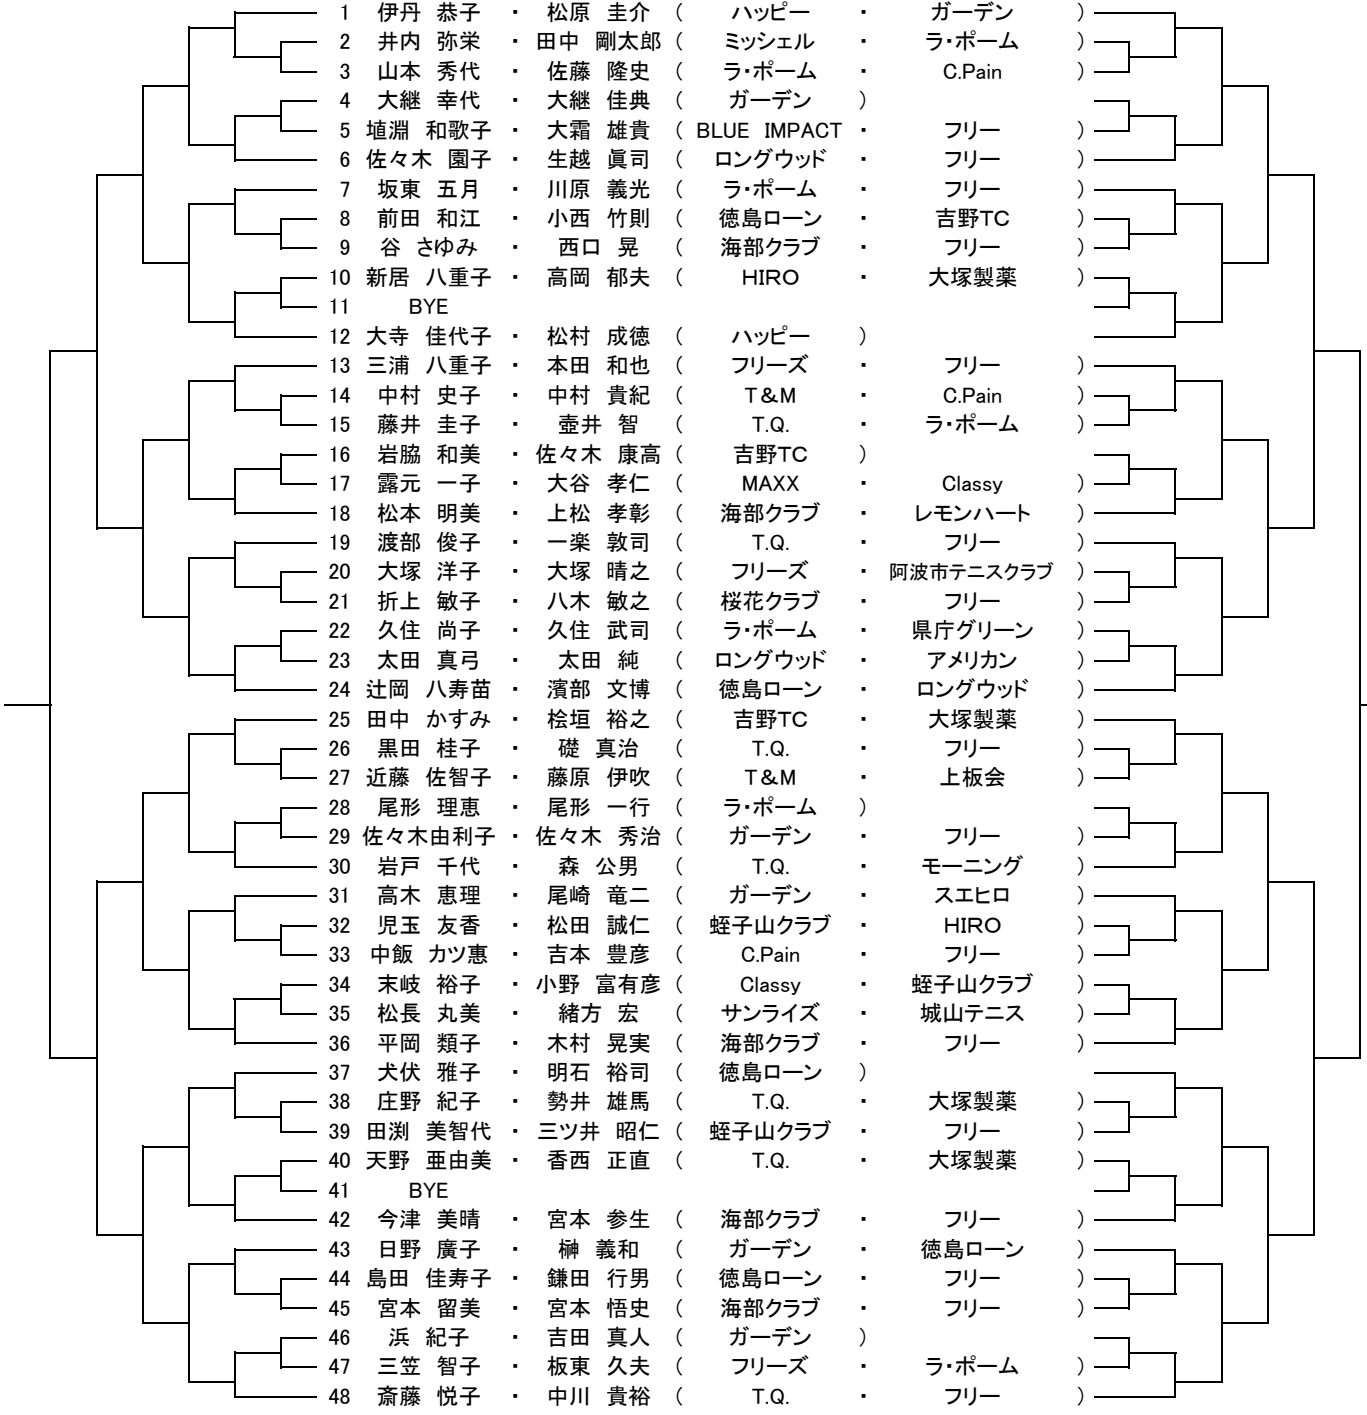 1 伊丹 恭子 ・ 松原 圭介 ( ハッピー ・ ガーデン )
2 井内 弥栄 ・ 田中 剛太郎 ( ミッシェル ・ ラ・ポーム )
3 山本 秀代 ・ 佐藤 隆史 ( ラ・ポーム ・ C.Pain )
4 大継 幸代 ・ 大継 佳典 ( ガーデン )
5 埴淵 和歌子 ・ 大霜 雄貴 ( BLUE IMPACT ・ フリー )
6 佐々木 園子 ・ 生越 眞司 ( ロングウッド ・ フリー )
7 坂東 五月 ・ 川原 義光 ( ラ・ポーム ・ フリー )
8 前田 和江 ・ 小西 竹則 ( 徳島ローン ・ 吉野TC )
9 谷 さゆみ ・ 西口 晃 ( 海部クラブ ・ フリー )
10 新居 八重子 ・ 高岡 郁夫 ( HIRO ・ 大塚製薬 )
11 BYE
12 大寺 佳代子 ・ 松村 成徳 ( ハッピー )
13 三浦 八重子 ・ 本田 和也 ( フリーズ ・ フリー )
14 中村 史子 ・ 中村 貴紀 ( T&M ・ C.Pain )
15 藤井 圭子 ・ 壺井 智 ( T.Q. ・ ラ・ポーム )
16 岩脇 和美 ・ 佐々木 康高 ( 吉野TC )
17 露元 一子 ・ 大谷 孝仁 ( MAXX ・ Classy )
18 松本 明美 ・ 上松 孝彰 ( 海部クラブ ・ レモンハート )
19 渡部 俊子 ・ 一楽 敦司 ( T.Q. ・ フリー )
20 大塚 洋子 ・ 大塚 晴之 ( フリーズ ・ 阿波市テニスクラブ )
21 折上 敏子 ・ 八木 敏之 ( 桜花クラブ ・ フリー )
22 久住 尚子 ・ 久住 武司 ( ラ・ポーム ・ 県庁グリーン )
23 太田 真弓 ・ 太田 純 ( ロングウッド ・ アメリカン )
24 辻岡 八寿苗 ・ 濱部 文博 ( 徳島ローン ・ ロングウッド )
25 田中 かすみ ・ 桧垣 裕之 ( 吉野TC ・ 大塚製薬 )
26 黒田 桂子 ・ 礎 真治 ( T.Q. ・ フリー )
27 近藤 佐智子 ・ 藤原 伊吹 ( T&M ・ 上板会 )
28 尾形 理恵 ・ 尾形 一行 ( ラ・ポーム )
29 佐々木由利子 ・ 佐々木 秀治 ( ガーデン ・ フリー )
30 岩戸 千代 ・ 森 公男 ( T.Q. ・ モーニング )
31 高木 恵理 ・ 尾崎 竜二 ( ガーデン ・ スエヒロ )
32 児玉 友香 ・ 松田 誠仁 ( 蛭子山クラブ ・ HIRO )
33 中飯 カツ惠 ・ 吉本 豊彦 ( C.Pain ・ フリー )
34 末岐 裕子 ・ 小野 富有彦 ( Classy ・ 蛭子山クラブ )
35 松長 丸美 ・ 緒方 宏 ( サンライズ ・ 城山テニス )
36 平岡 類子 ・ 木村 晃実 ( 海部クラブ ・ フリー )
37 犬伏 雅子 ・ 明石 裕司 ( 徳島ローン )
38 庄野 紀子 ・ 勢井 雄馬 ( T.Q. ・ 大塚製薬 )
39 田渕 美智代 ・ 三ツ井 昭仁 ( 蛭子山クラブ ・ フリー )
40 天野 亜由美 ・ 香西 正直 ( T.Q. ・ 大塚製薬 )
41 BYE
42 今津 美晴 ・ 宮本 参生 ( 海部クラブ ・ フリー )
43 日野 廣子 ・ 榊 義和 ( ガーデン ・ 徳島ローン )
44 島田 佳寿子 ・ 鎌田 行男 ( 徳島ローン ・ フリー )
45 宮本 留美 ・ 宮本 悟史 ( 海部クラブ ・ フリー )
46 浜 紀子 ・ 吉田 真人 ( ガーデン )
47 三笠 智子 ・ 板東 久夫 ( フリーズ ・ ラ・ポーム )
48 斎藤 悦子 ・ 中川 貴裕 ( T.Q. ・ フリー )